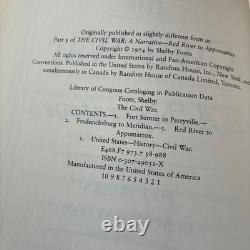 Originally published in slightly different form as
Part 3 of THE CIVIL WAR: A Narrative—Red River to Appomattox.
Copyright © 1974 by Shelby Foote
All rights reserved under International and Pan-American Copyright
Conventions. Published in the United States by Random House, Inc., New York, and
simultaneously in Canada by Random House of Canada Limited, Toronto.
Library of Congress Cataloging in Publication Data
Foote, Shelby.
The Civil War.
CONTENTS.—1. Fort Sumter to Perryville.—
2. Fredericksburg to Meridian.—3. Red River to
Appomattox.
1. United States—History—Civil War.
E468.F7 973.7 58-988
ISBN 0-307-29031-X
Manufactured in the United States of America
10 9 8 7 6 5 4 3 2 1